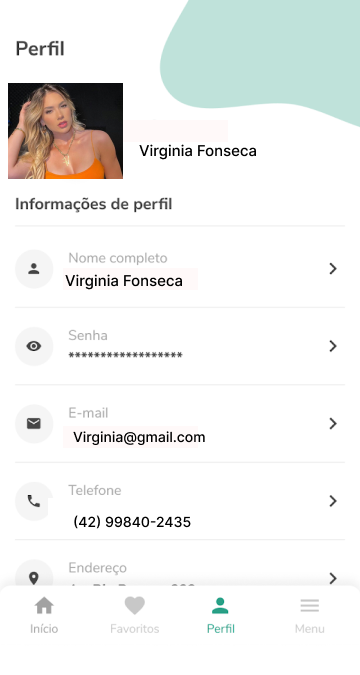 Perfil
Virginia Fonseca
Informações de perfil
Nome completo
Virginia Fonseca
Senha
******************
E-mail
Virginia@gmail.com
Telefone
(42) 99840-2435
Endereço
Início Favoritos Perfil Menu